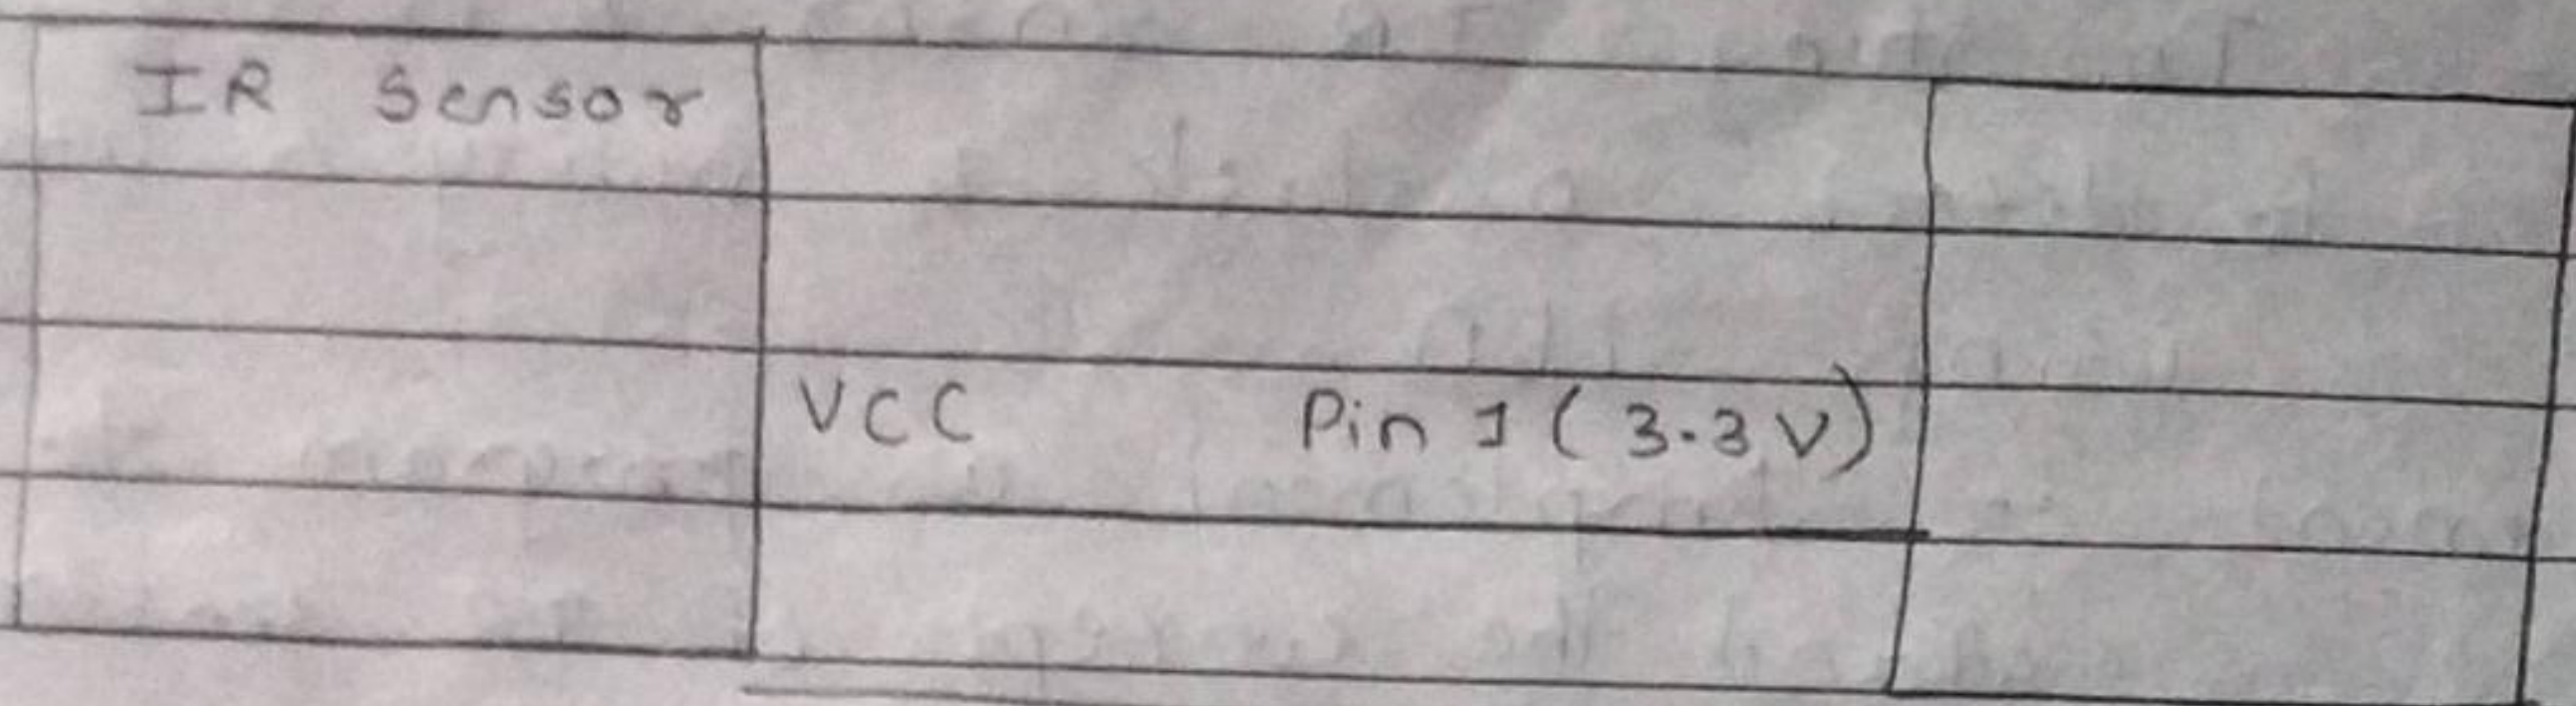 IR Sensor
VCC Pin 1 (3.3V)